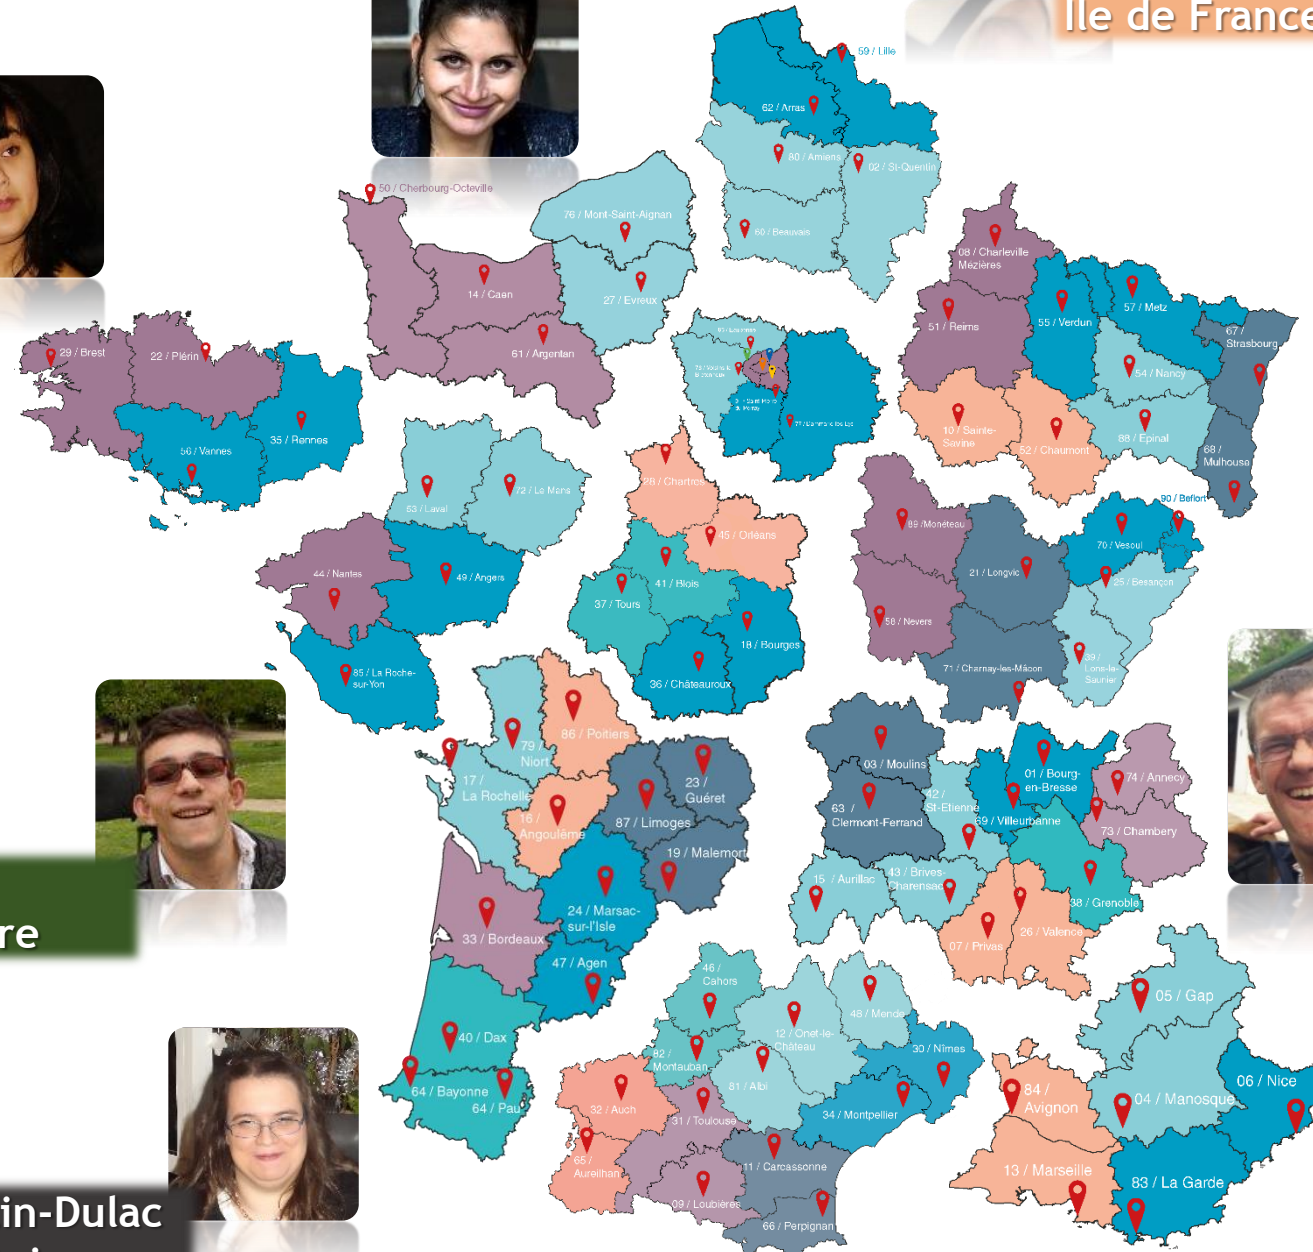 Ile de France
59 / Lille
62 / Arras
80 / Amiens
02 / St-Quentin
60 / Beauvais
50 / Cherbourg-Octeville
76 / Mont-Saint-Aignan
14 / Caen
27 / Evreux
61 / Argentan
08 / Charleville
Mézières
51 / Reims
55 / Verdun
57 / Metz
67 /
Strasbourg
54 / Nancy
10 / Sainte-
Savine
52 / Chaumont
88 / Epinal
68 /
Mulhouse
29 / Brest
22 / Plérin
56 / Vannes
35 / Rennes
53 / Laval
72 / Le Mans
44 / Nantes
49 / Angers
85 / La Roche-
sur-Yon
28 / Chartres
45 / Orléans
41 / Blois
37 / Tours
18 / Bourges
36 / Châteauroux
89 /Monéteau
21 / Longvic
58 / Nevers
71 / Charnay-les-Mâcon
90 / Belfort
70 / Vesoul
25 / Besançon
39 /
Lons-le-
Saunier
79 /
Niort
86 / Poitiers
17 /
La Rochelle
16 /
Angoulême
23 /
Guéret
87 / Limoges
19 / Malemort
24 / Marsac-
sur-l'Isle
33 / Bordeaux
47 / Agen
40 / Dax
64 / Bayonne
64 / Pau
03 / Moulins
63 /
Clermont-Ferrand
42 /
St-Etienne
01 / Bourg-
en-Bresse
69 / Villeurbanne
74 / Annecy
73 / Chambery
15 / Aurillac
43 / Brives-
Charensac
38 / Grenoble
07 / Privas
26 / Valence
46 /
Cahors
12 / Onet-le-
Château
48 / Mende
82 /
Montauban
81 / Albi
30 / Nîmes
34 / Montpellier
32 / Auch
31 / Toulouse
65 /
Aureilhan
11 / Carcassonne
09 / Loubières
66 / Perpignan
05 / Gap
04 / Manosque
06 / Nice
84 /
Avignon
13 / Marseille
83 / La Garde
re
in-Dulac